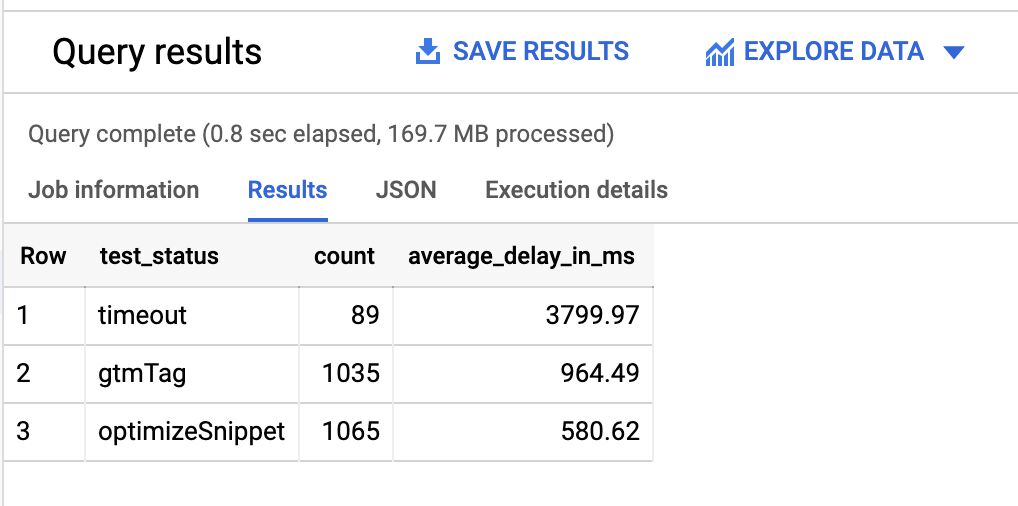 Query results SAVE RESULTS EXPLORE DATA
Query complete (0.8 sec elapsed, 169.7 MB processed)
Job information Results JSON Execution details
Row test_status count average_delay_in_ms
1 timeout 89 3799.97
2 gtmTag 1035 964.49
3 optimizeSnippet 1065 580.62